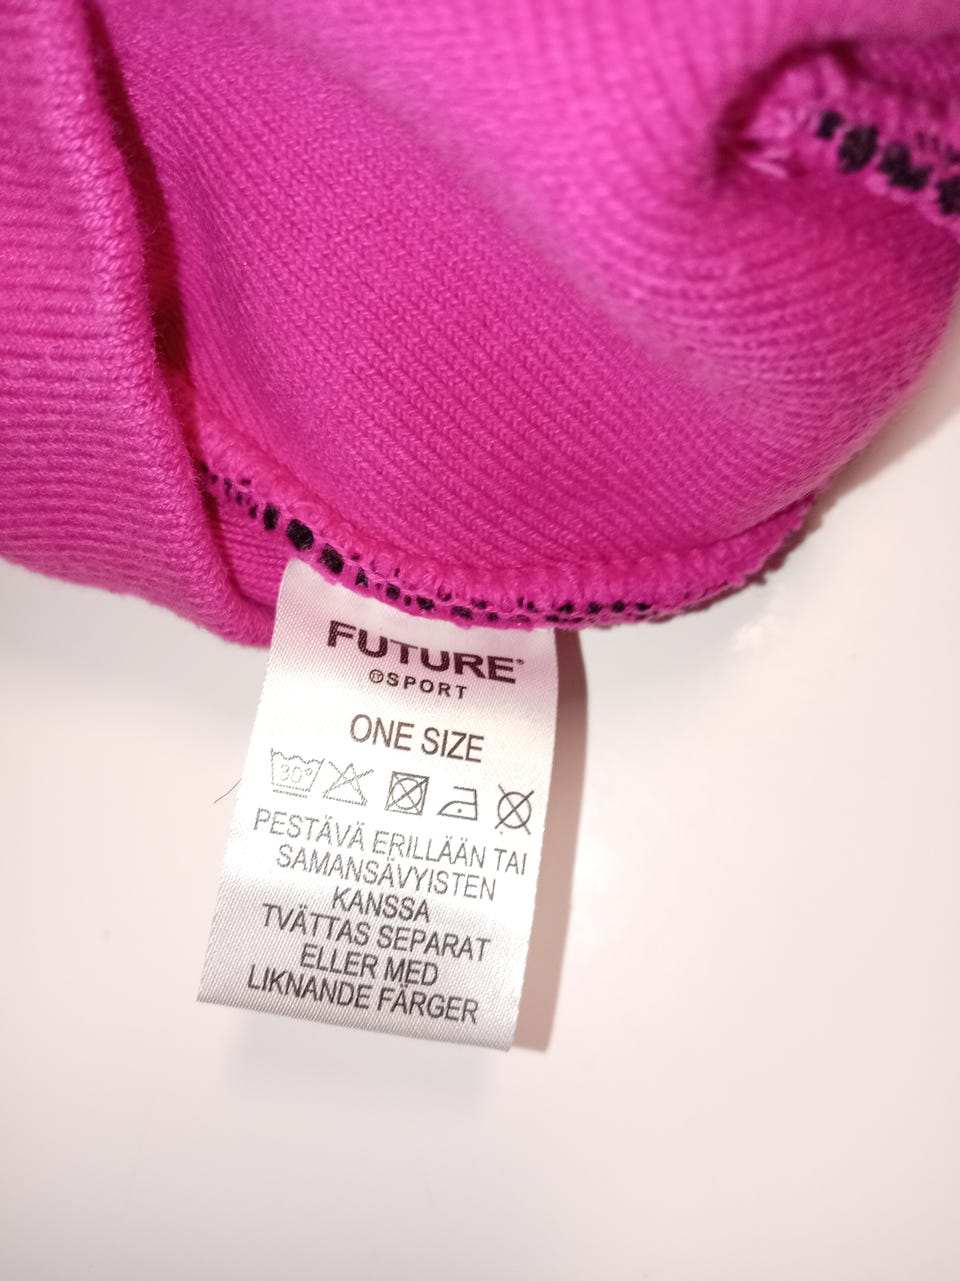 FUTURE
SPORT
ONE SIZE
30°
PESTÄVÄ ERILLÄÄN TAI
SAMANSÄVYISTEN
KANSSA
TVÄTTAS SEPARAT
ELLER MED
LIKNANDE FÄRGER